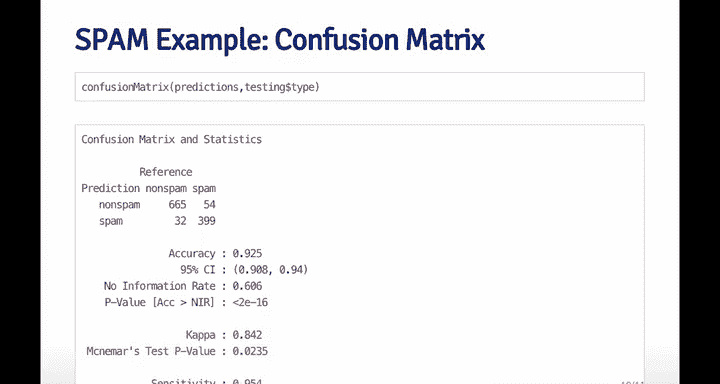 SPAM Example: Confusion Matrix
confusionMatrix(predictions,testing$type)
Confusion Matrix and Statistics
Reference
Prediction nonspam spam
nonspam 665 54
spam 32 399
Accuracy : 0.925
95% CI : (0.908, 0.94)
No Information Rate : 0.606
P-Value [Acc > NIR] : <2e-16
Kappa : 0.842
Mcnemar's Test P-Value : 0.0235
Sensitivity : 0.954